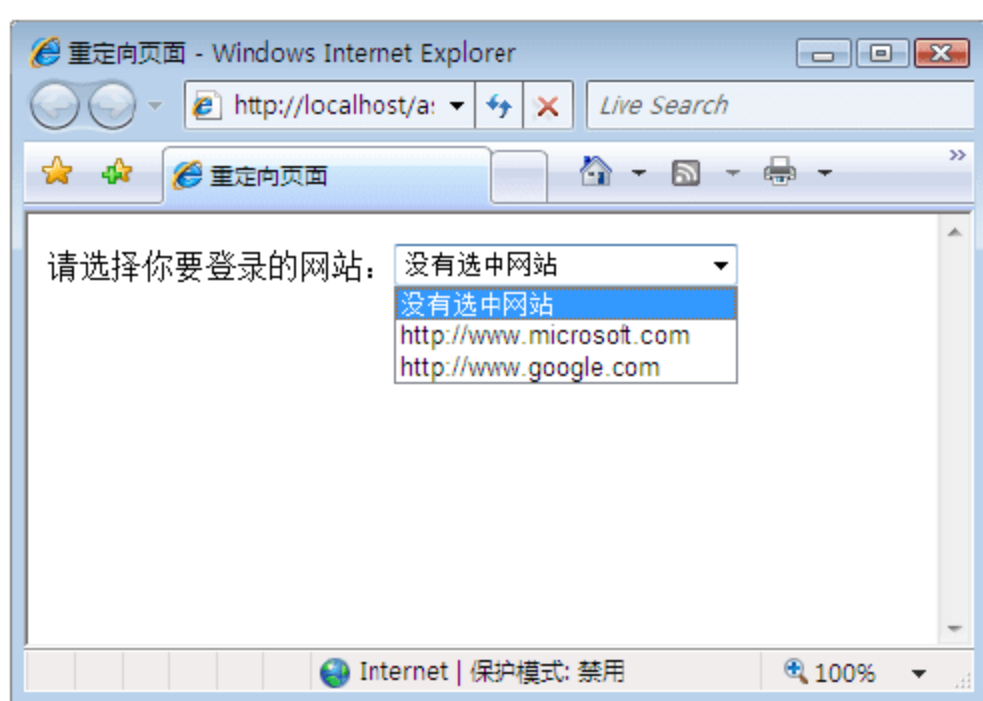 重定向页面 - Windows Internet Explorer
http://localhost/a:
Live Search
重定向页面
请选择你要登录的网站：
没有选中网站
没有选中网站
http://www.microsoft.com
http://www.google.com
Internet | 保护模式: 禁用
100%